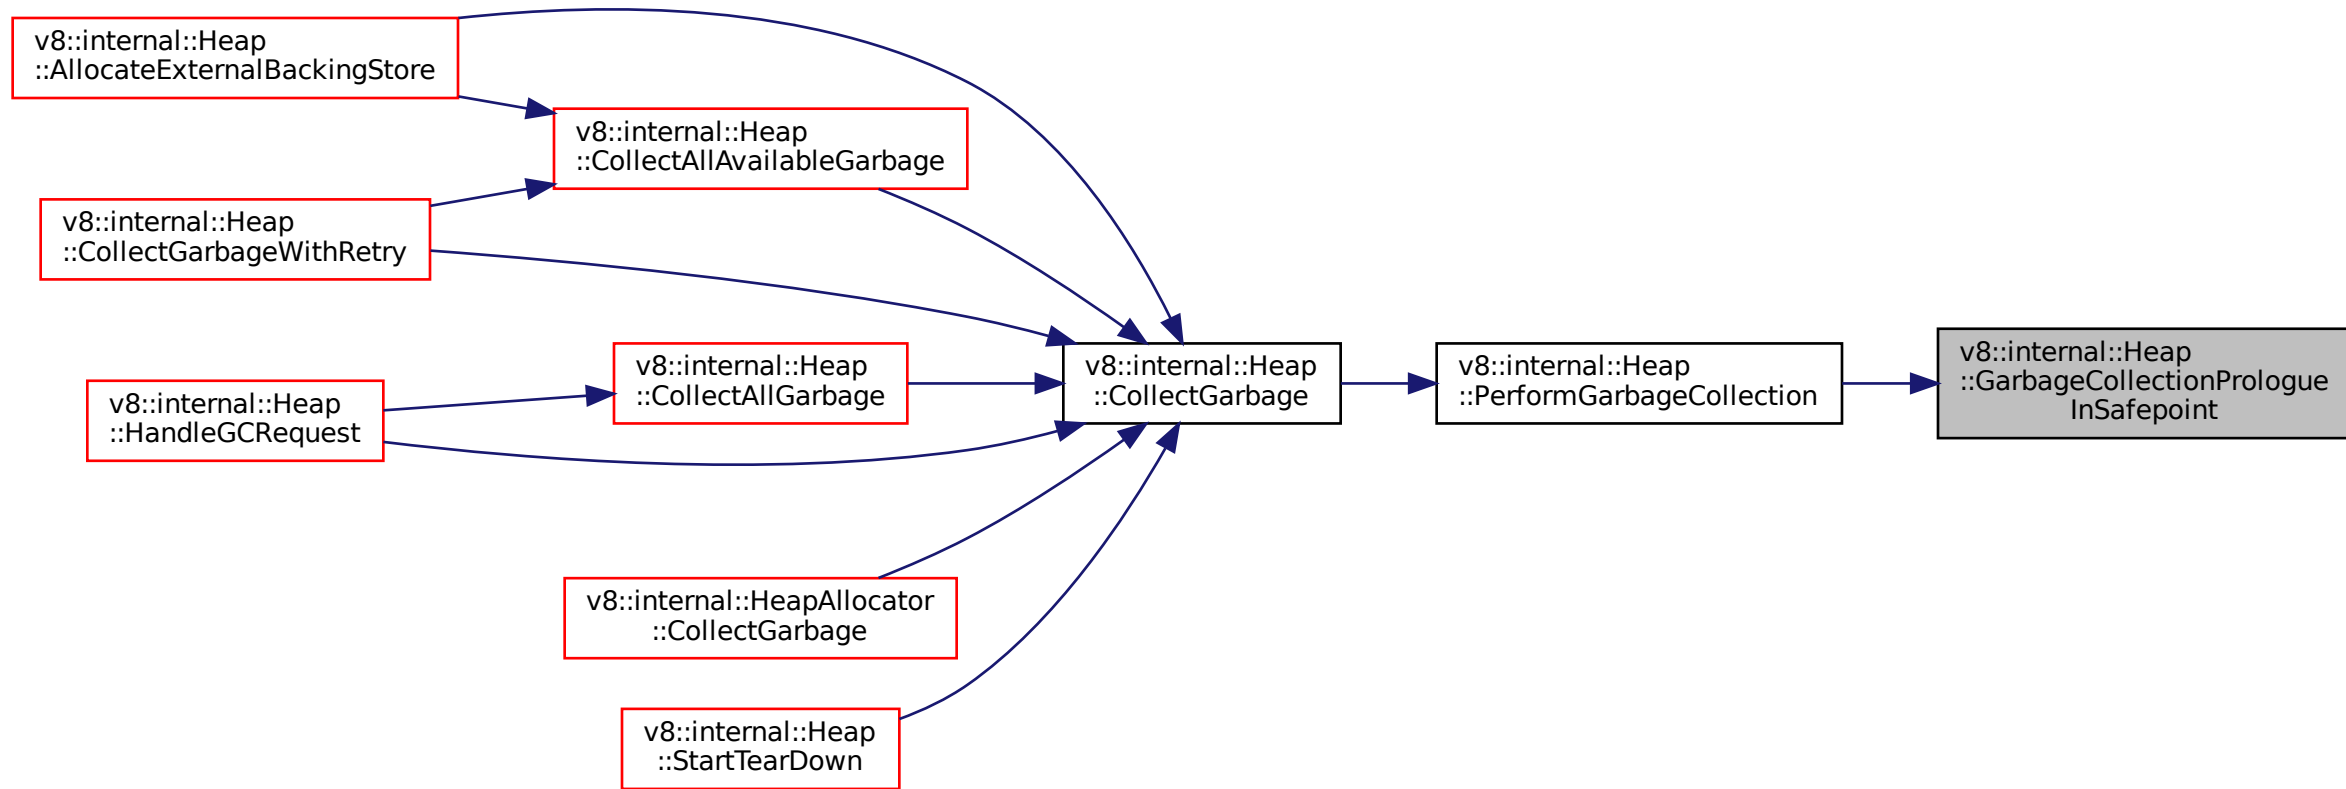 v8::internal::Heap
::AllocateExternalBackingStore
v8::internal::Heap
::CollectAllAvailableGarbage
v8::internal::Heap
::CollectGarbageWithRetry
v8::internal::Heap
::CollectAllGarbage
v8::internal::Heap
::HandleGCRequest
v8::internal::HeapAllocator
::CollectGarbage
v8::internal::Heap
::StartTearDown
v8::internal::Heap
::CollectGarbage
v8::internal::Heap
::PerformGarbageCollection
v8::internal::Heap
::GarbageCollectionPrologue
InSafepoint